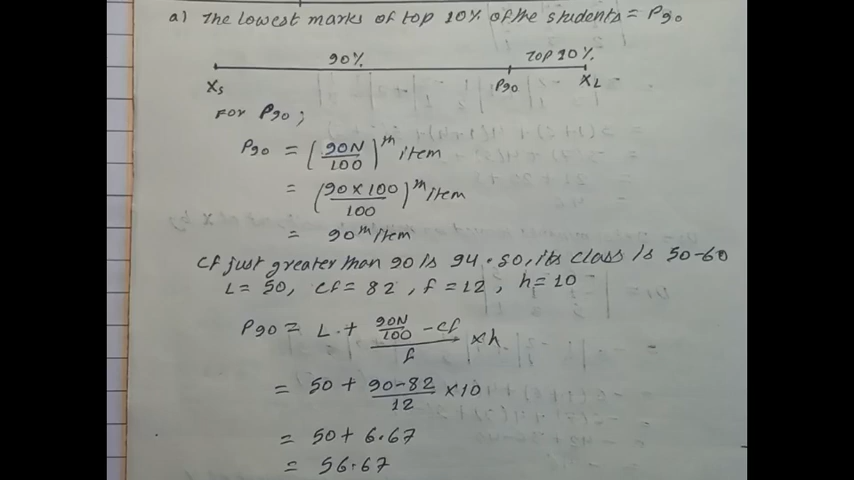 a) The lowest marks of top 10% of the students = P90
90% Top 10%
Xs P90 XL
For P90;
P90 = (90N/100)th item
= (90 × 100/100)th item
= 90th item
Cf just greater than 90 is 94. So, its class is 50-60
L = 50, cf = 82, f = 12, h = 10
P90 = L + (90N/100 - cf)/f × h
= 50 + 90-82/12 × 10
= 50 + 6.67
= 56.67